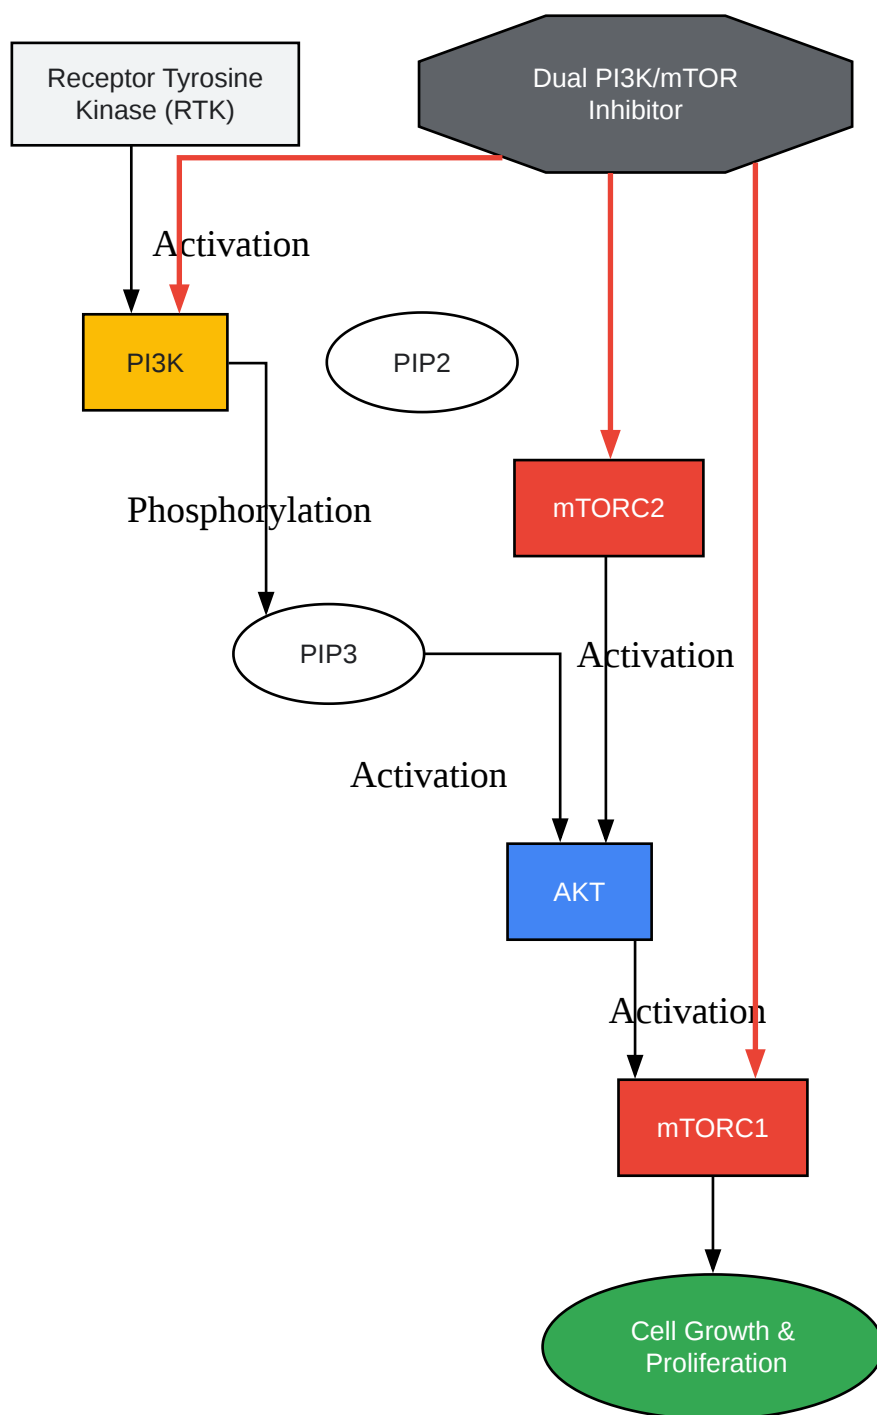 Receptor Tyrosine
Kinase (RTK)
Dual PI3K/mTOR
Inhibitor
Activation
PI3K
PIP2
Phosphorylation
mTORC2
PIP3
Activation
Activation
AKT
Activation
mTORC1
Cell Growth &
Proliferation